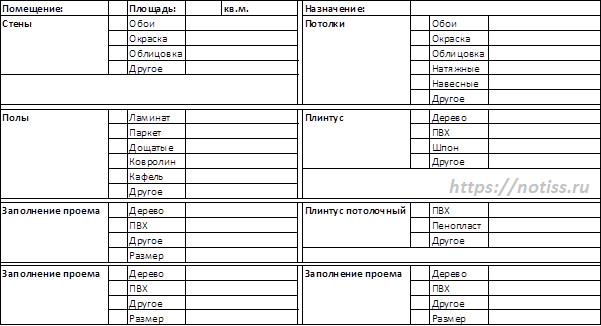 Помещение: Площадь: кв.м. Назначение:
Стены Обои Потолки Обои
Окраска Окраска
Облицовка Облицовка
Другое Натяжные
Навесные
Другое
Полы Ламинат Плинтус Дерево
Паркет ПВХ
Дощатые Шпон
Ковролин Другое
Кафель
Другое
https://notiss.ru
Заполнение проема Дерево Плинтус потолочный ПВХ
ПВХ Пенопласт
Другое Другое
Размер
Заполнение проема Дерево Заполнение проема Дерево
ПВХ ПВХ
Другое Другое
Размер Размер